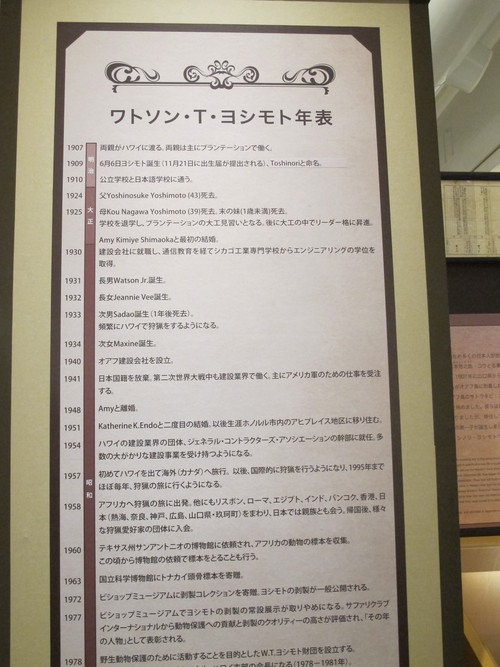 ワトソン・T・ヨシモト年表
明治
1907 両親がハワイに渡る。両親は主にプランテーションで働く。
1909 6月6日ヨシモト誕生（11月21日に出生届が提出される）。Toshinoriと命名。
1910 公立学校と日本語学校に通う。
大正
1924 父Yoshinosuke Yoshimoto (43)死去。
1925 母Kou Nagawa Yoshimoto (39)死去。末の妹(1歳未満)死去。
学校を退学し、プランテーションの大工見習いとなる。後に大工の中でリーダー格に昇進。
Amy Kimiye Shimaokaと最初の結婚。
昭和
1930 建設会社に就職し、通信教育を経てシカゴ工業専門学校からエンジニアリングの学位を
取得。
1931 長男Watson Jr.誕生。
1932 長女Jeannie Vee誕生。
1933 次男Sadao誕生（1年後死去）。
頻繁にハワイで狩猟をするようになる。
1934 次女Maxine誕生。
1940 オアフ建設会社を設立。
1941 日本国籍を放棄。第二次世界大戦中も建設業界で働く。主にアメリカ軍のための仕事を受注
する。
1948 Amyと離婚。
1951 Katherine K.Endoと二度目の結婚。以後生涯ホノルル市内のアヒプレイス地区に移り住む。
1954 ハワイの建設業界の団体、ジェネラル・コントラクターズ・アソシエーションの幹部に就任。多
数の大がかりな建設事業を受け持つようになる。
1957 初めてハワイを出て海外（カナダ）へ旅行。以後、国際的に狩猟を行うようになり、1995年まで
ほぼ毎年、狩猟の旅に行くようになる。
1958 アフリカへ狩猟の旅に出発。他にもリスボン、ローマ、エジプト、インド、バンコク、香港、日
本（熱海、奈良、神戸、広島、山口県・玖珂町）をまわり、日本では親族とも会う。帰国後、様々
な狩猟愛好家の団体に入会。
1960 テキサス州サンアントニオの博物館に依頼され、アフリカの動物の標本を収集。
この頃から博物館の依頼で標本をとることも行う。
1963 国立科学博物館にトナカイ頭骨標本を寄贈。
1972 ビショップミュージアムに剥製コレクションを寄贈。ヨシモトの剥製が一般公開される。
1977 ビショップミュージアムでヨシモトの剥製の常設展示が取りやめになる。サファリクラブ
インターナショナルから動物保護への貢献と剥製のクオリティーの高さが評価され、「その年
の人物」として表彰される。
1978 野生動物保護のために活動することを目的としたW.T.ヨシモト財団を設立する。